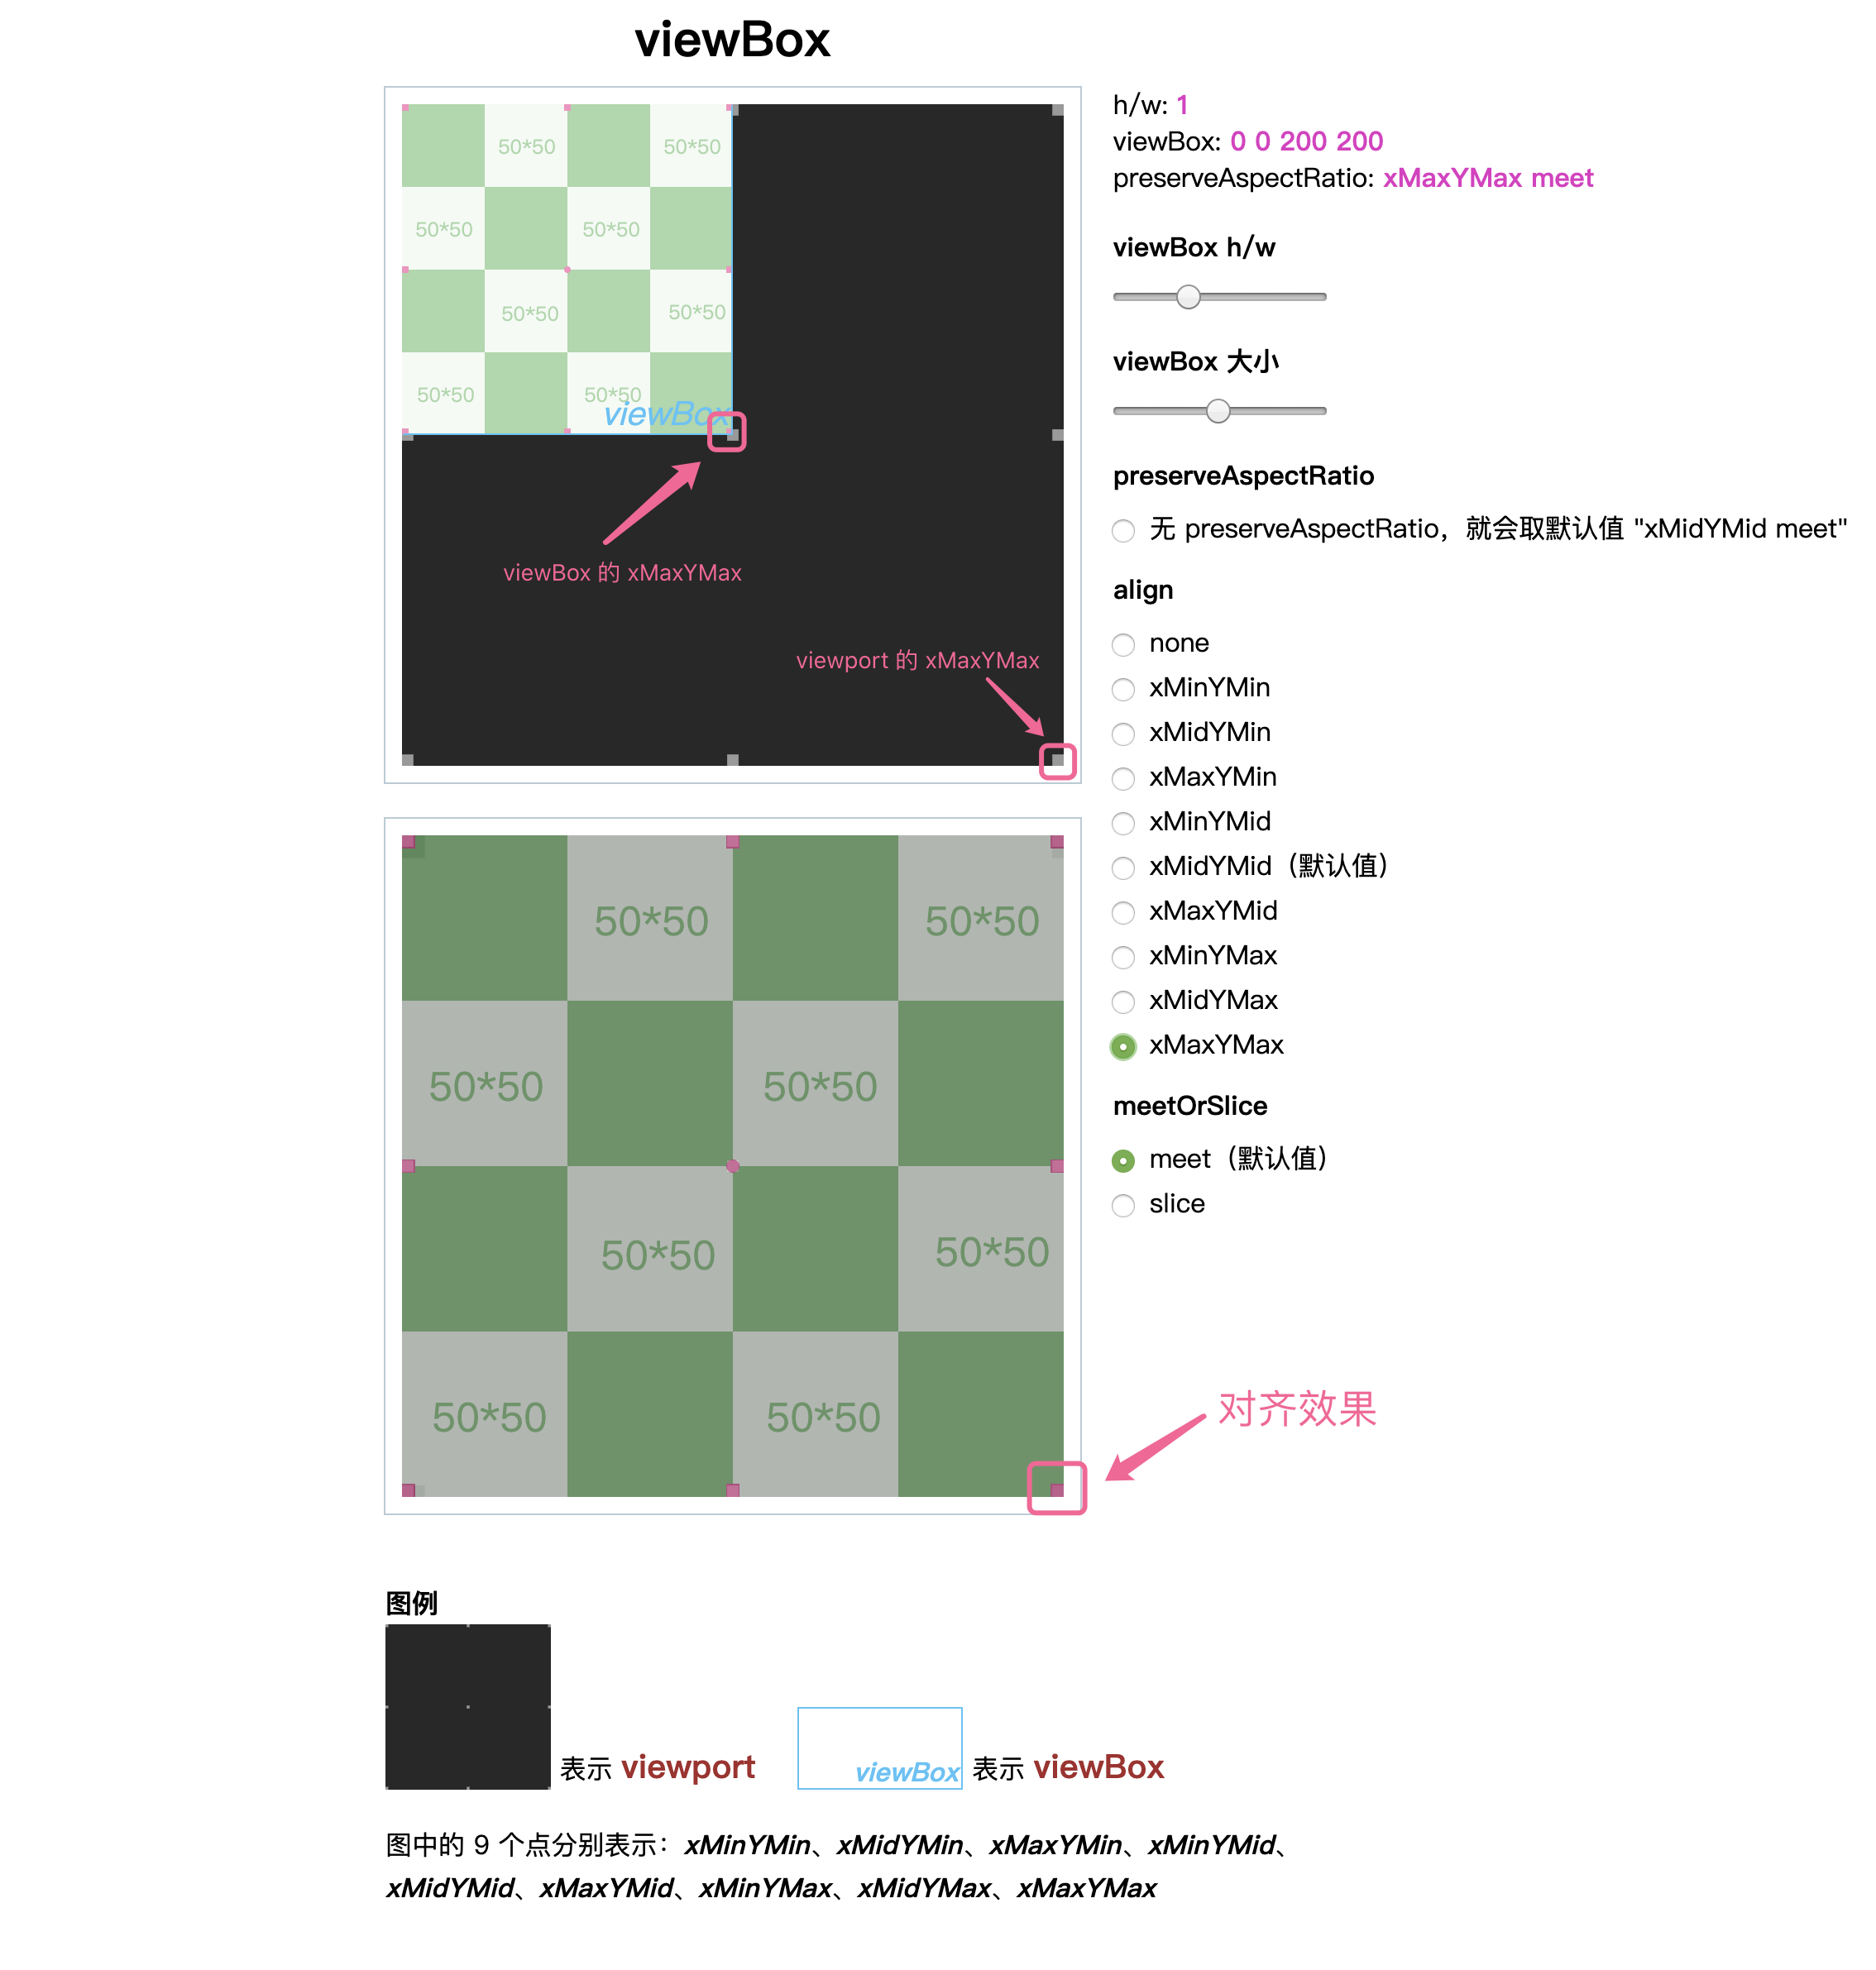 viewBox
50*50 50*50
50*50 50*50
50*50 50*50
50*50 50*50
viewBox
viewBox 的 xMaxYMax
viewport 的 xMaxYMax
h/w: 1
viewBox: 0 0 200 200
preserveAspectRatio: xMaxYMax meet
viewBox h/w
viewBox 大小
preserveAspectRatio
无 preserveAspectRatio，就会取默认值 "xMidYMid meet"
align
none
xMinYMin
xMidYMin
xMaxYMin
xMinYMid
xMidYMid（默认值）
xMaxYMid
xMinYMax
xMidYMax
xMaxYMax
meetOrSlice
meet（默认值）
slice
50*50 50*50
50*50 50*50
50*50 50*50
50*50 50*50
对齐效果
图例
表示 viewport viewBox 表示 viewBox
图中的 9 个点分别表示：xMinYMin、xMidYMin、xMaxYMin、xMinYMid、
xMidYMid、xMaxYMid、xMinYMax、xMidYMax、xMaxYMax